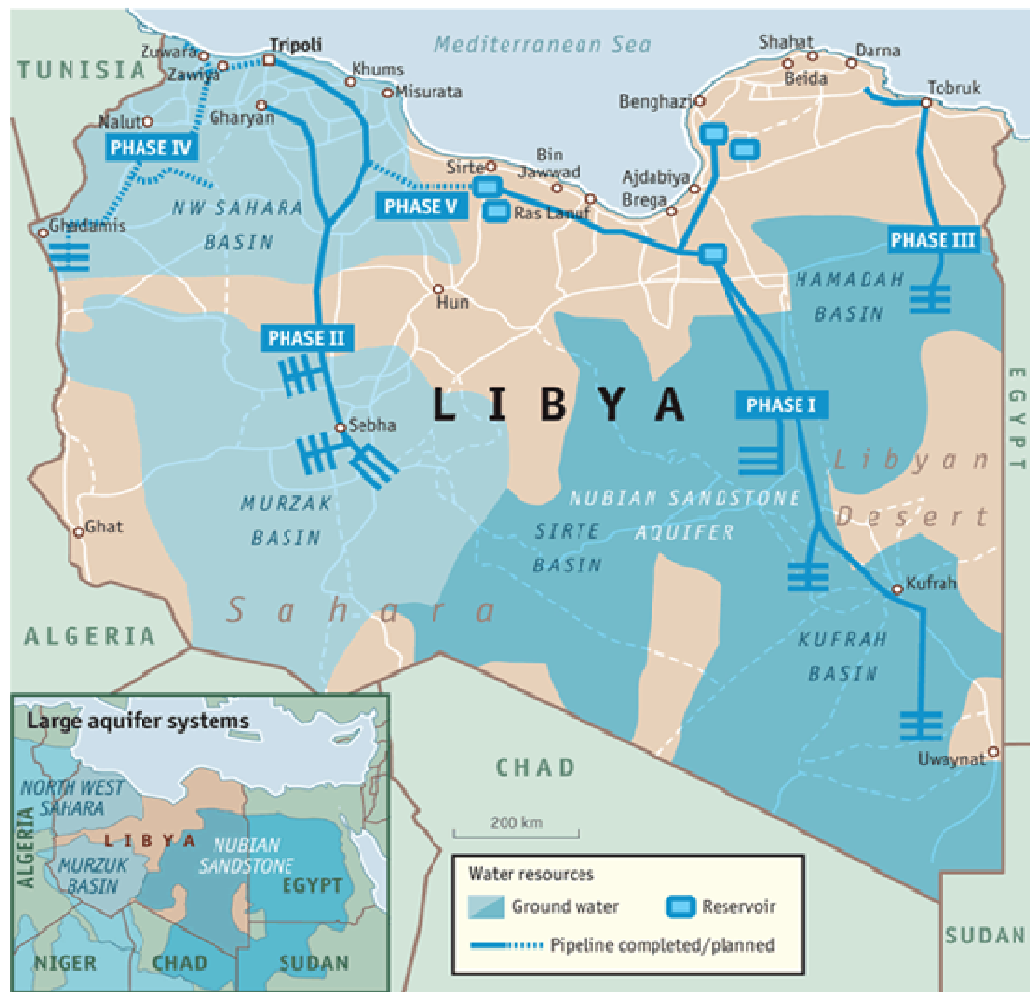 Mediterranean Sea
TUNISIA
Zuwara
Zawiya
Tripoli
Khums
Misurata
Gharyan
Nalut
PHASE IV
NW SAHARA
BASIN
Ghadamis
PHASE V
Sirte
Bin
Jawwad
Ras Lanuf
Ajdabiya
Brega
Benghazi
Shahat
Beida
Darna
Tobruk
PHASE III
HAMADAH
BASIN
Hun
PHASE II
LIBYA
PHASE I
EGYPT
Sebha
Libyan
Desert
MURZAK
BASIN
NUBIAN SANDSTONE
AQUIFER
SIRTE
BASIN
Ghat
Sahara
Kufrah
KUFRAH
BASIN
ALGERIA
Uwaynat
CHAD
200 km
SUDAN
Large aquifer systems
NORTH WEST
SAHARA
ALGERIA
LIBYA
NUBIAN
SANDSTONE
MURZUK
BASIN
EGYPT
NIGER
CHAD
SUDAN
Water resources
Ground water
Reservoir
Pipeline completed/planned